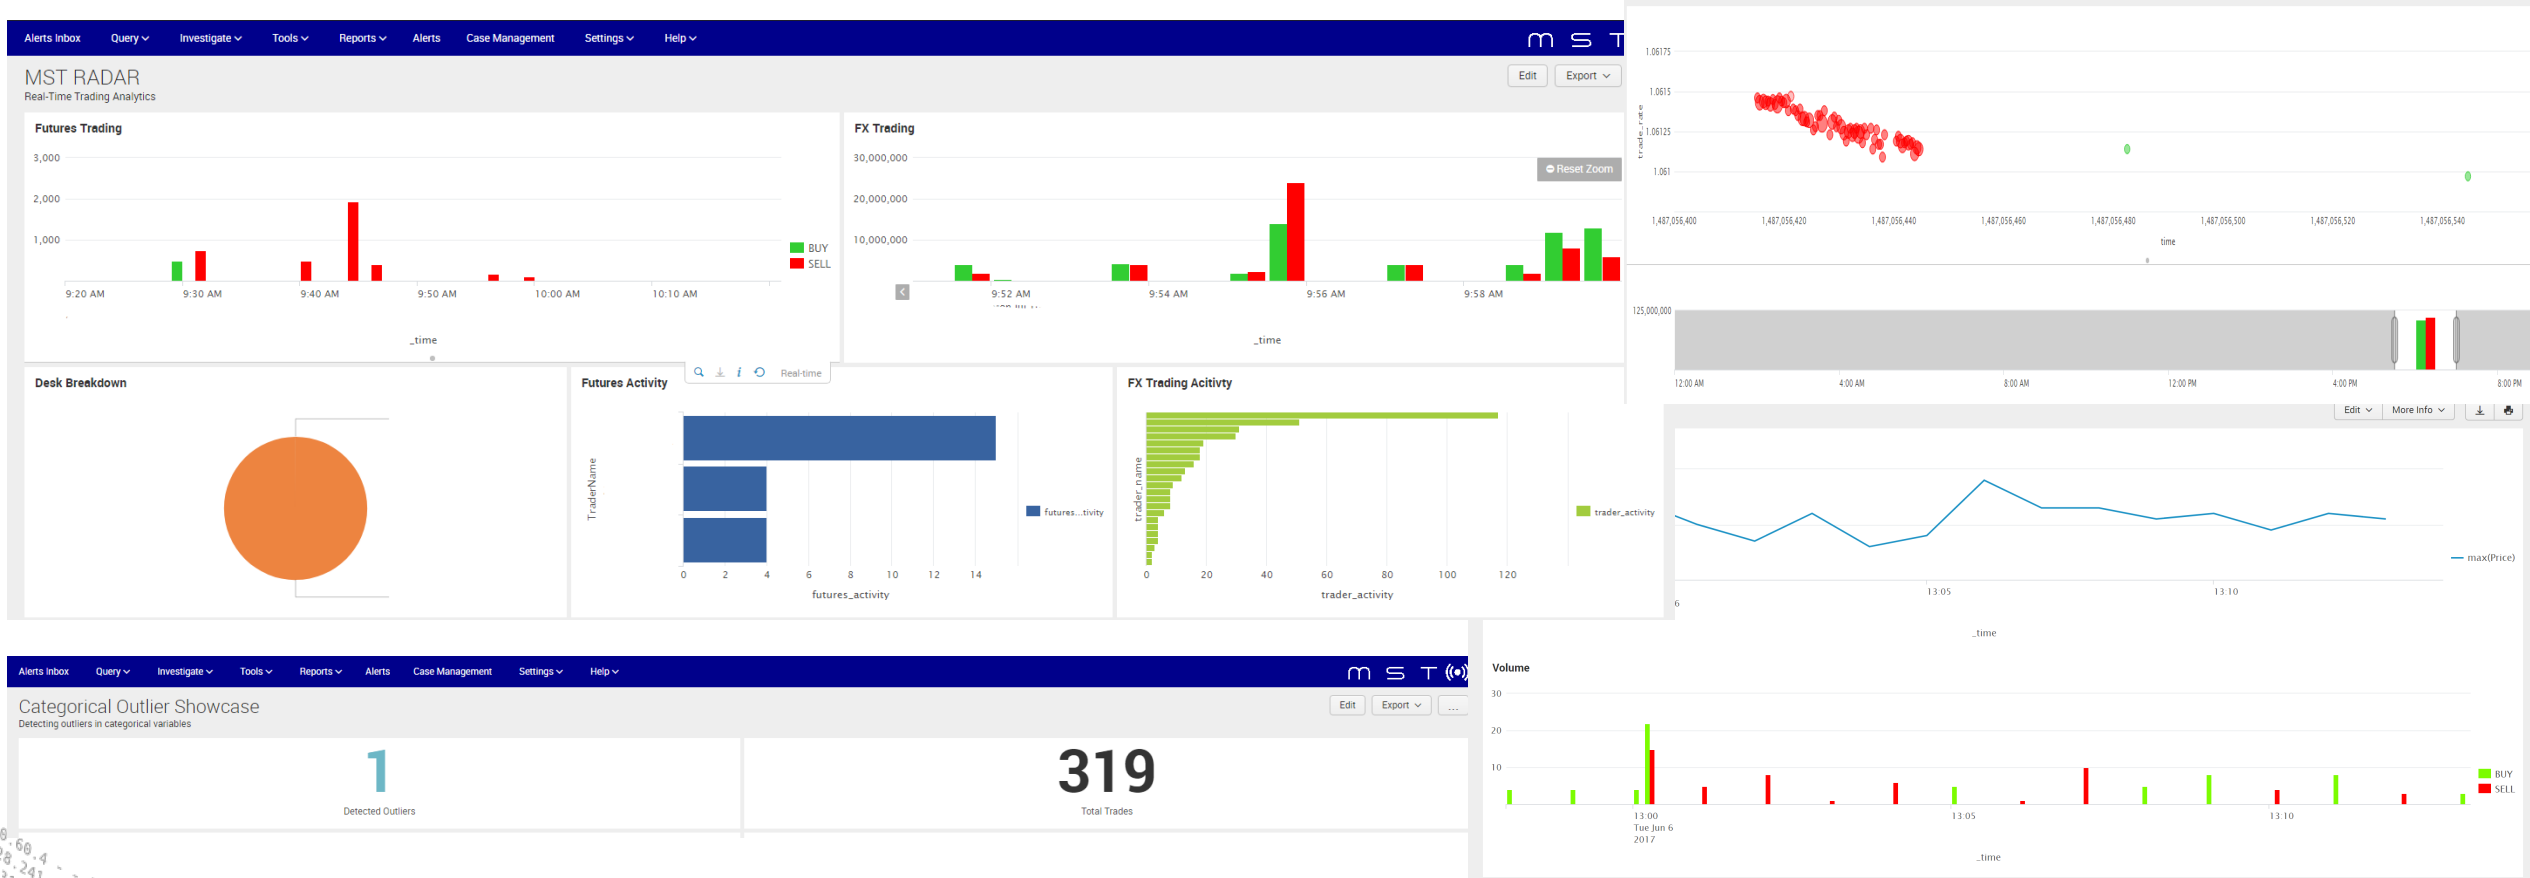 Alerts Inbox Query Investigate Tools Reports Alerts Case Management Settings Help MST
MST RADAR
Real-Time Trading Analytics
Edit Export
Futures Trading
3,000
2,000
1,000
9:20 AM 9:30 AM 9:40 AM 9:50 AM 10:00 AM 10:10 AM
_time
BUY
SELL
FX Trading
30,000,000
20,000,000
10,000,000
Reset Zoom
9:52 AM 9:54 AM 9:56 AM 9:58 AM
_time
1.06175
1.0615
1.06125
1.061
trade_rate
1,487,056,400 1,487,056,420 1,487,056,440 1,487,056,460 1,487,056,480 1,487,056,500 1,487,056,520 1,487,056,540
time
125,000,000
12:00 AM 4:00 AM 8:00 AM 12:00 PM 4:00 PM 8:00 PM
Desk Breakdown
Futures Activity
i Real-time
TraderName
0 2 4 6 8 10 12 14
futures_activity
futures...tivity
FX Trading Acitivty
trader_name
0 20 40 60 80 100 120
trader_activity
trader_activity
Edit More Info
max(Price)
6
13:05 13:10
_time
Alerts Inbox Query Investigate Tools Reports Alerts Case Management Settings Help MST
Categorical Outlier Showcase
Detecting outliers in categorical variables
Edit Export ...
1
Detected Outliers
319
Total Trades
Volume
30
20
10
BUY
SELL
13:00 13:05 13:10
Tue Jun 6
2017
_time